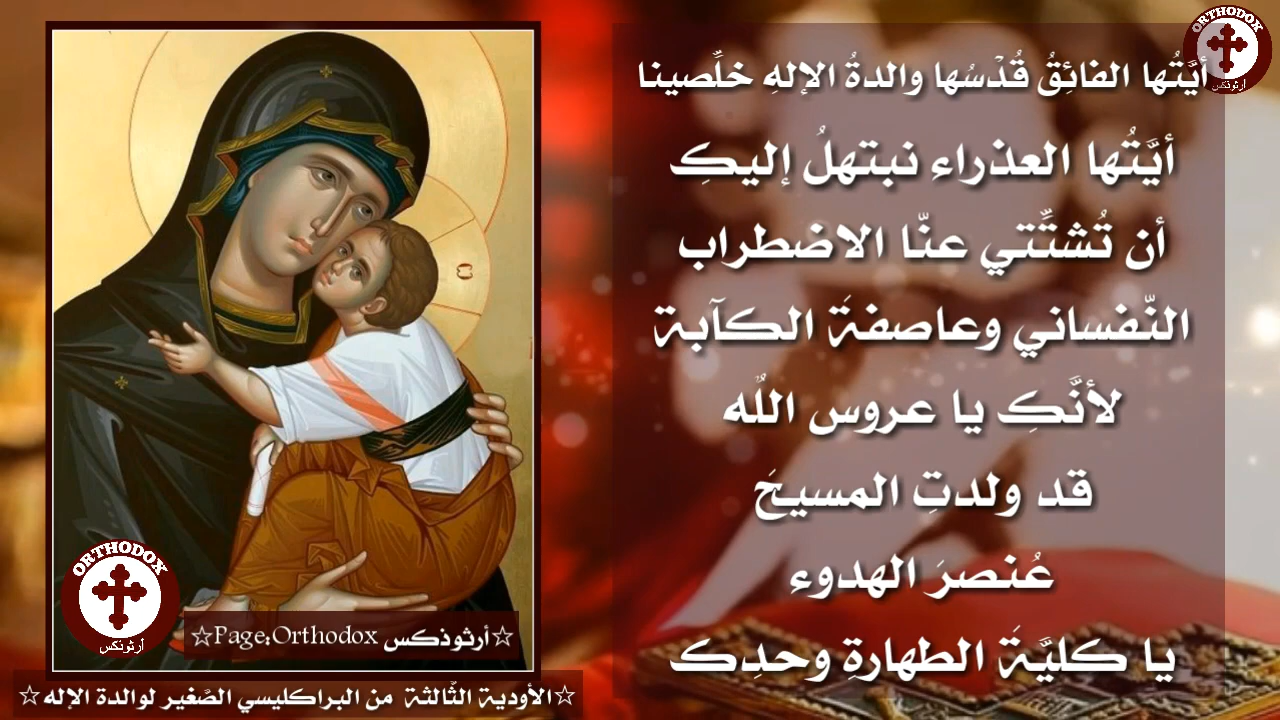 أيَّتُها الفائِقُ قُدۡسُها والدةُ الإلهِ خلِّصينا
أيَّتُها العذراء نبتهلُ إليكِ
أن تُشتِّتي عنّا الاضطراب
النّفساني وعاصفةَ الكآبة
لأنَّكِ يا عروس اللّٰه
قد ولدتِ المسيحَ
عُنصرَ الهدوء
يا كليَّةَ الطهارةِ وحدِك
ORTHODOX
أرثوذكس
ORTHODOX
أرثوذكس
☆Page:Orthodox أرثوذكس☆
☆الأودية الثّالثة من البراكليسي الصَّغير لوالدة الإله☆